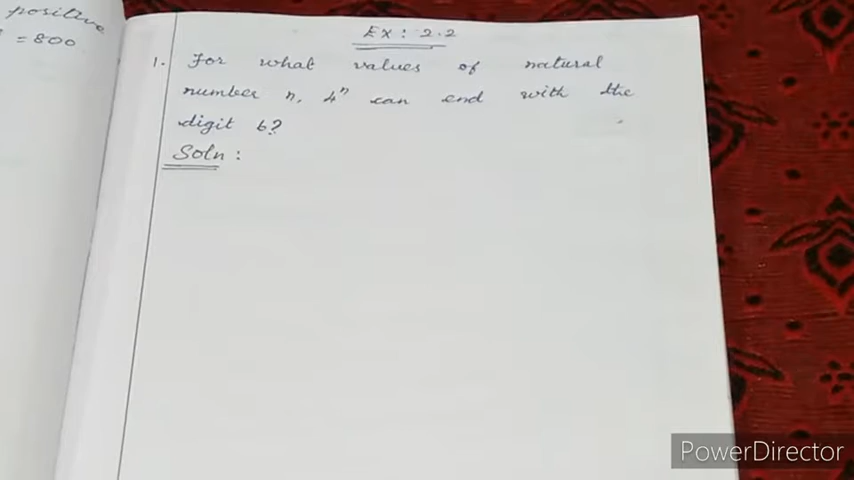 positive
= 800
Ex: 2.2
1. For what values of natural
number n, 4ⁿ can end with the
digit 6?
Soln :
PowerDirector